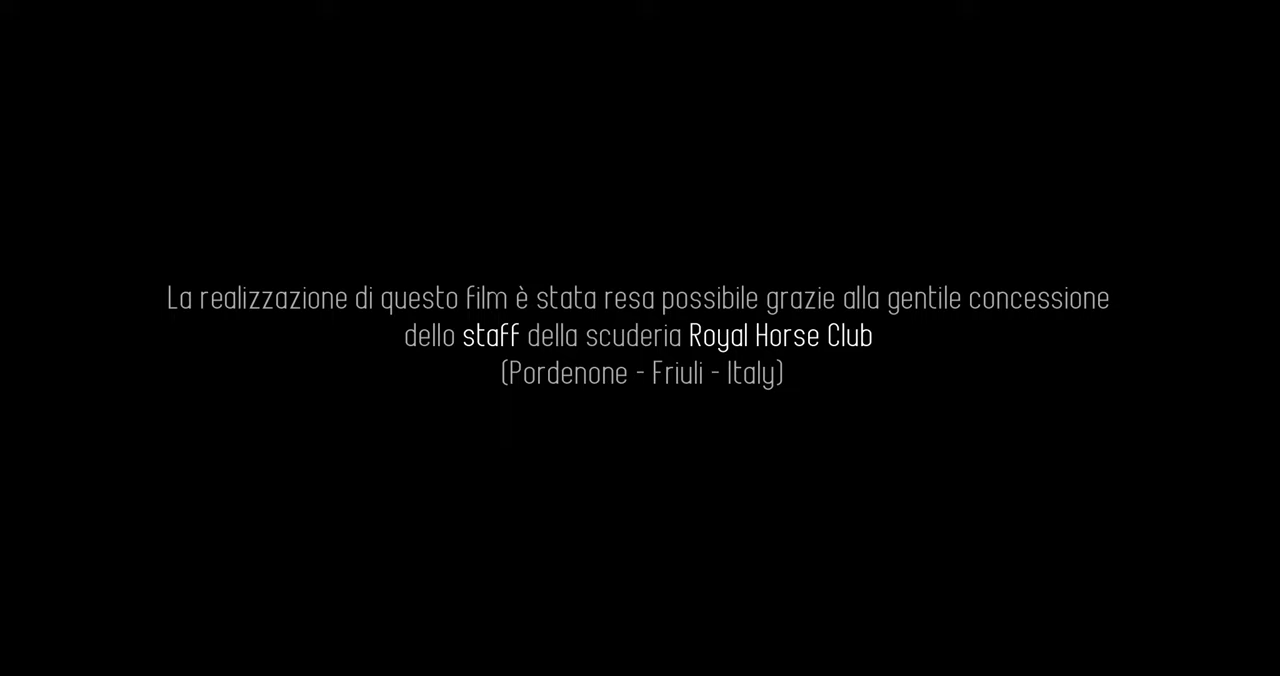 La realizzazione di questo film è stata resa possibile grazie alla gentile concessione
dello staff della scuderia Royal Horse Club
(Pordenone - Friuli - Italy)